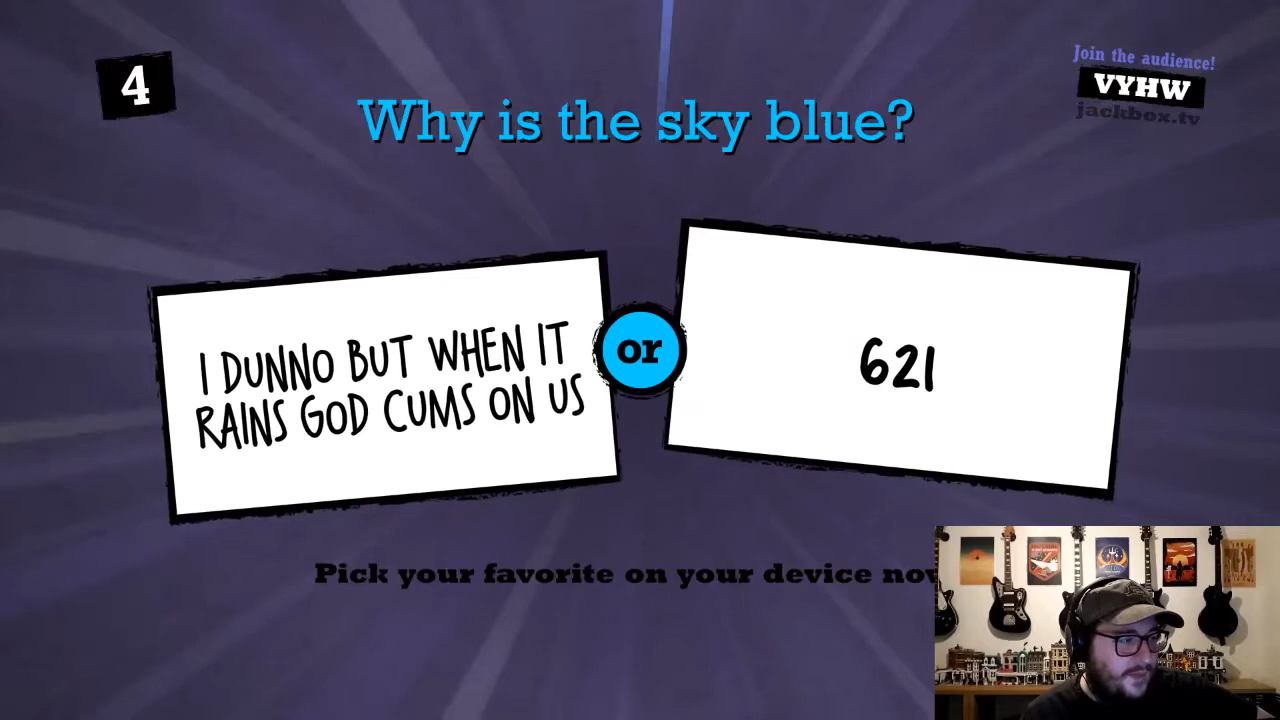 4
Join the audience!
VYHW
jackbox.tv
Why is the sky blue?
I DUNNO BUT WHEN IT
RAINS GOD CUMS ON US
or
621
Pick your favorite on your device